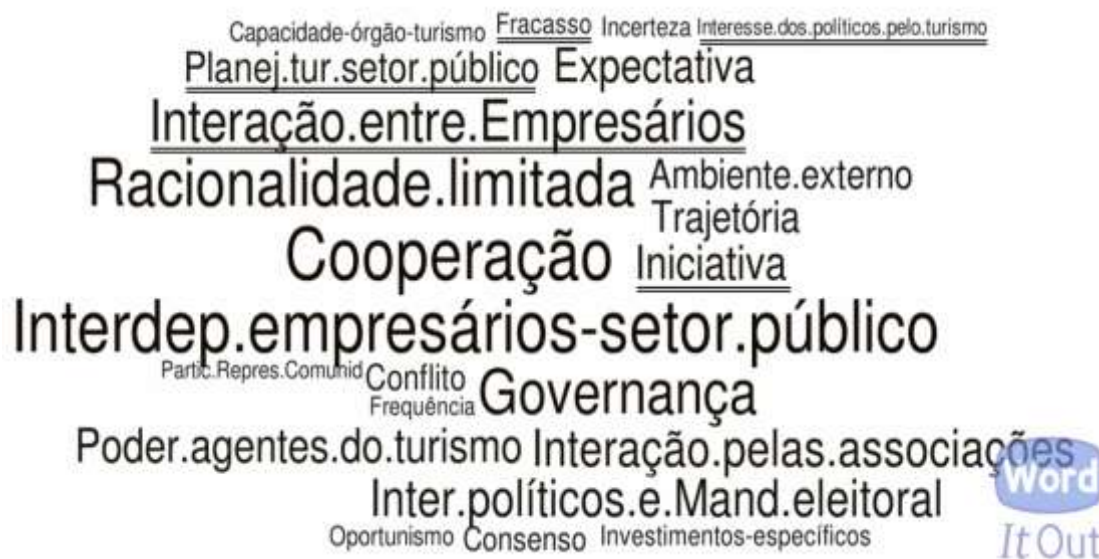 Capacidade-órgão-turismo Fracasso Incerteza Interesse.dos.políticos.pelo.turismo
Planej.tur.setor.público Expectativa
Interação.entre.Empresários
Racionalidade.limitada Ambiente.externo
Trajetória
Cooperação Iniciativa
Interdep.empresários-setor.público
Partic.Repres.Comunid Conflito
Frequência Governança
Poder.agentes.do.turismo Interação.pelas.associações
Inter.políticos.e.Mand.eleitoral
Oportunismo Consenso Investimentos-específicos
Word
It Out